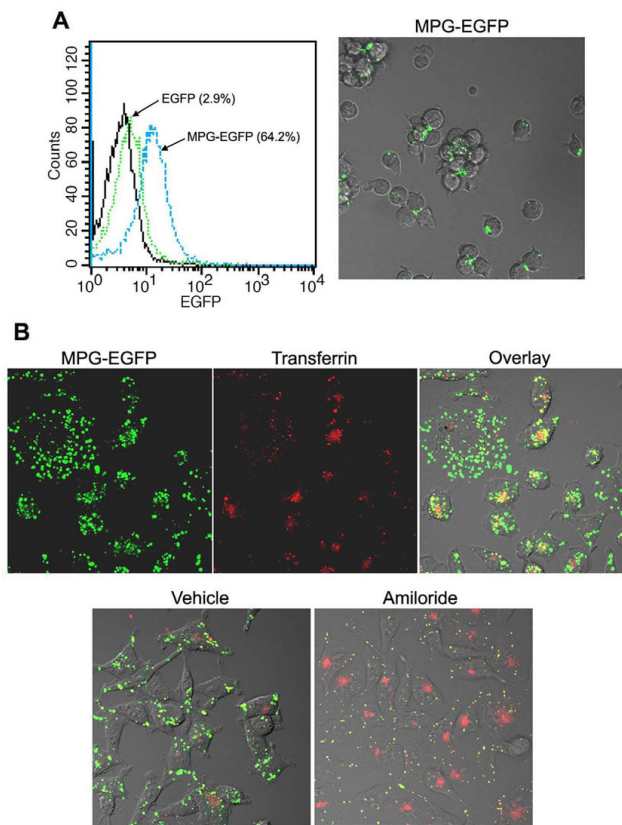 A
MPG-EGFP
Counts
120
100
80
60
40
20
0
EGFP (2.9%)
MPG-EGFP (64.2%)
10^0
10^1
10^2
10^3
10^4
EGFP
B
MPG-EGFP
Transferrin
Overlay
Vehicle
Amiloride